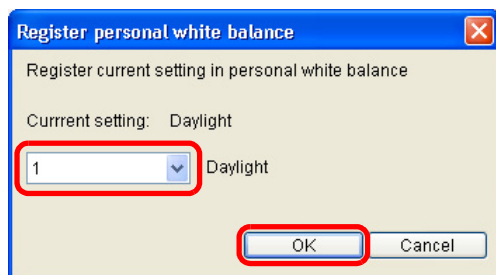 Register personal white balance
Register current setting in personal white balance
Currrent setting: Daylight
1 Daylight
OK Cancel